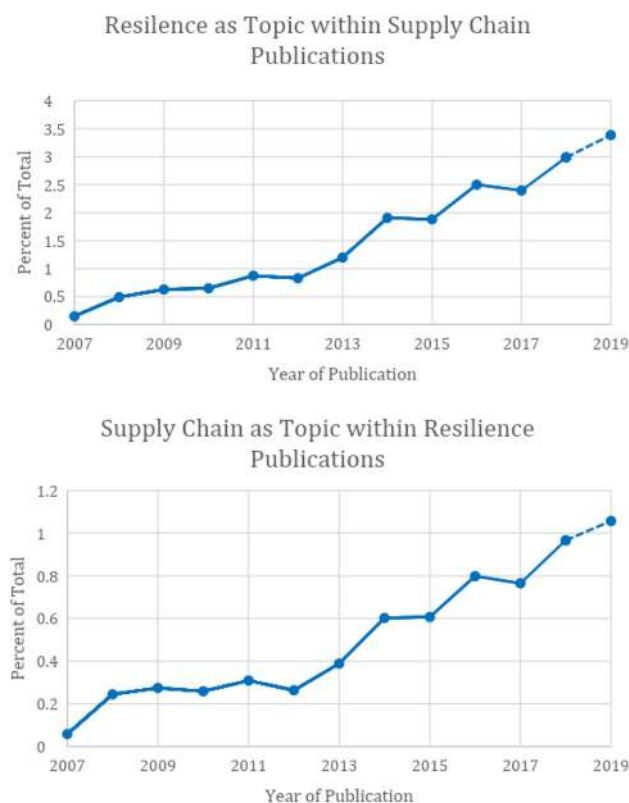 Resilence as Topic within Supply Chain
Publications
4
3.5
3
2.5
2
1.5
1
0.5
0
Percent of Total
2007 2009 2011 2013 2015 2017 2019
Year of Publication
Supply Chain as Topic within Resilience
Publications
1.2
1
0.8
0.6
0.4
0.2
0
Percent of Total
2007 2009 2011 2013 2015 2017 2019
Year of Publication